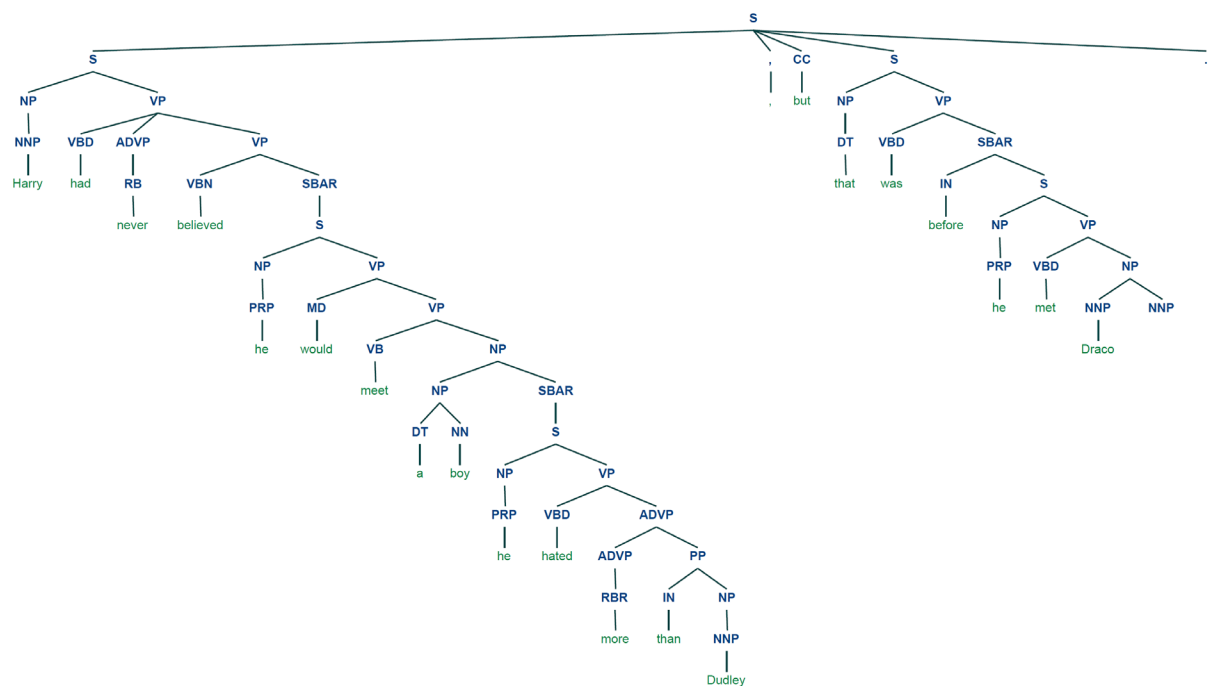 S
S , CC S .
NP VP , but NP VP
NNP VBD ADVP VP DT VBD SBAR
Harry had RB VBN SBAR that was IN S
never believed S before NP VP
NP VP PRP VBD NP
PRP MD VP he met NNP NNP
he would VB NP Draco
meet NP SBAR
DT NN S
a boy NP VP
PRP VBD ADVP
he hated ADVP PP
RBR IN NP
more than NNP
Dudley